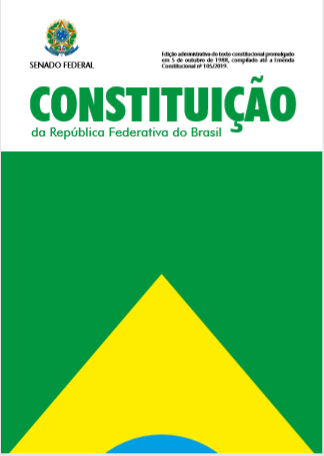 Edição administrativa do texto constitucional promulgado
em 5 de outubro de 1988, compilado até a Emenda
Constitucional nº 105/2019.
SENADO FEDERAL
CONSTITUIÇÃO
da República Federativa do Brasil